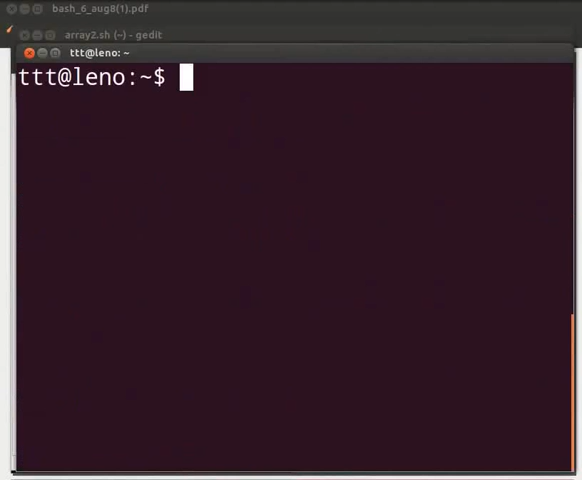 bash_6_aug8(1).pdf
array2.sh (~) - gedit
ttt@leno: ~
ttt@leno:~$